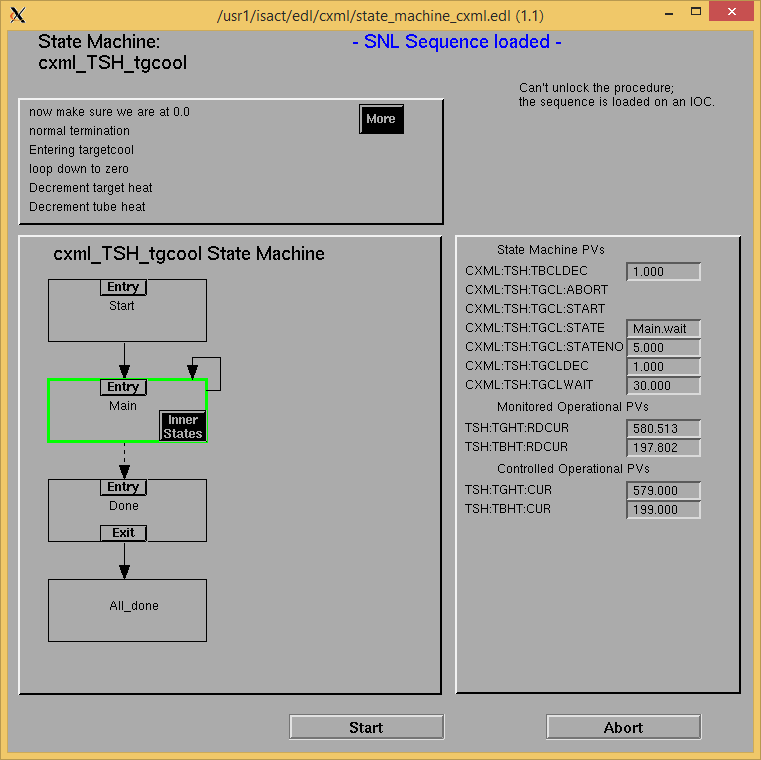 /usr1/isact/edl/cxml/state_machine_cxml.edl (1.1)
State Machine:
- SNL Sequence loaded -
cxml_TSH_tgcool
Can't unlock the procedure;
the sequence is loaded on an IOC.
now make sure we are at 0.0
More
normal termination
Entering targetcool
loop down to zero
Decrement target heat
Decrement tube heat
cxml_TSH_tgcool State Machine
Entry
Start
Entry
Main
Inner
States
Entry
Done
Exit
All_done
State Machine PVs
CXML:TSH:TBCLDEC 1.000
CXML:TSH:TGCL:ABORT
CXML:TSH:TGCL:START
CXML:TSH:TGCL:STATE Main.wait
CXML:TSH:TGCL:STATENO 5.000
CXML:TSH:TGCLDEC 1.000
CXML:TSH:TGCLWAIT 30.000
Monitored Operational PVs
TSH:TGHT:RDCUR 580.513
TSH:TBHT:RDCUR 197.802
Controlled Operational PVs
TSH:TGHT:CUR 579.000
TSH:TBHT:CUR 199.000
Start
Abort